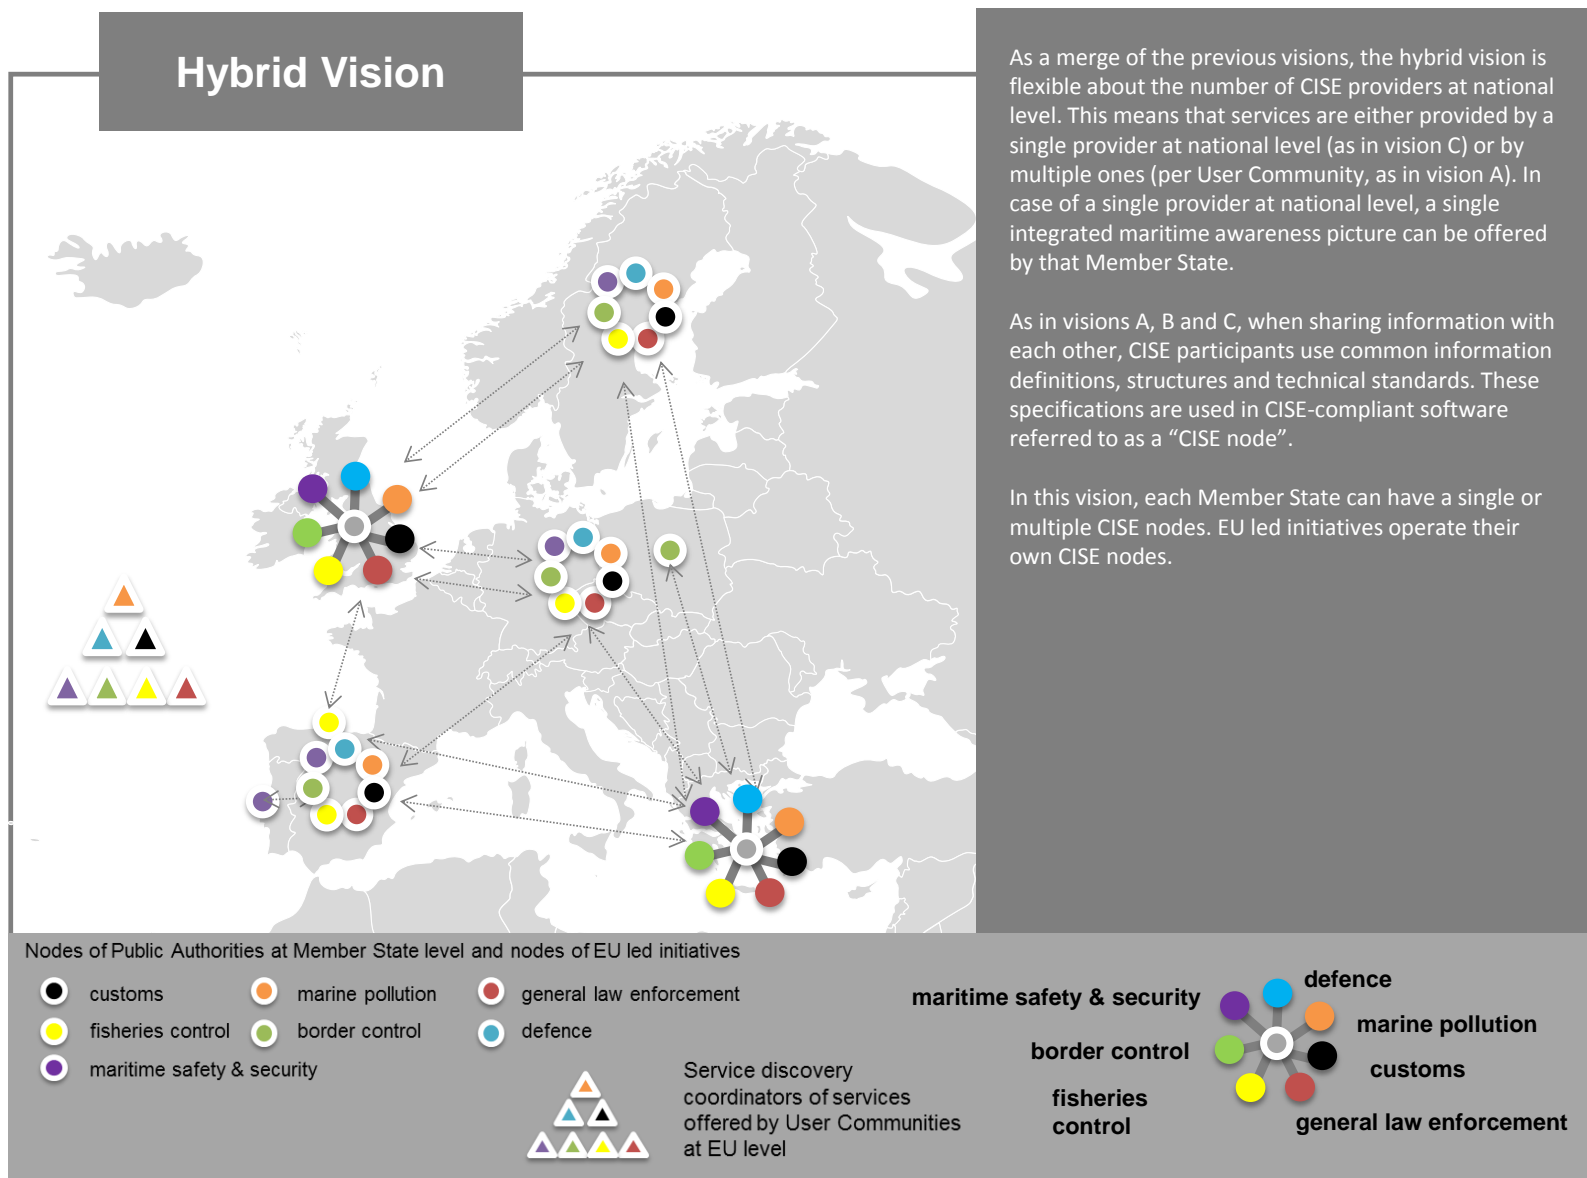 Hybrid Vision
As a merge of the previous visions, the hybrid vision is
flexible about the number of CISE providers at national
level. This means that services are either provided by a
single provider at national level (as in vision C) or by
multiple ones (per User Community, as in vision A). In
case of a single provider at national level, a single
integrated maritime awareness picture can be offered
by that Member State.
As in visions A, B and C, when sharing information with
each other, CISE participants use common information
definitions, structures and technical standards. These
specifications are used in CISE-compliant software
referred to as a “CISE node”.
In this vision, each Member State can have a single or
multiple CISE nodes. EU led initiatives operate their
own CISE nodes.
Nodes of Public Authorities at Member State level and nodes of EU led initiatives
customs
marine pollution
general law enforcement
fisheries control
border control
defence
maritime safety & security
Service discovery
coordinators of services
offered by User Communities
at EU level
defence
maritime safety & security
marine pollution
border control
customs
fisheries
control
general law enforcement